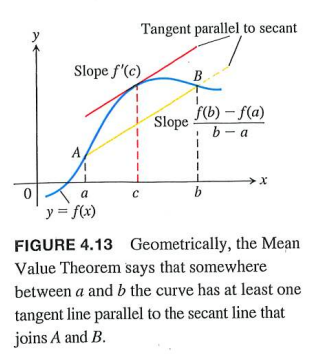 Tangent parallel to secant
y
Slope f′(c)
B
Slope f(b) − f(a)
b − a
A
x
0
a
c
b
y = f(x)
FIGURE 4.13 Geometrically, the Mean
Value Theorem says that somewhere
between a and b the curve has at least one
tangent line parallel to the secant line that
joins A and B.